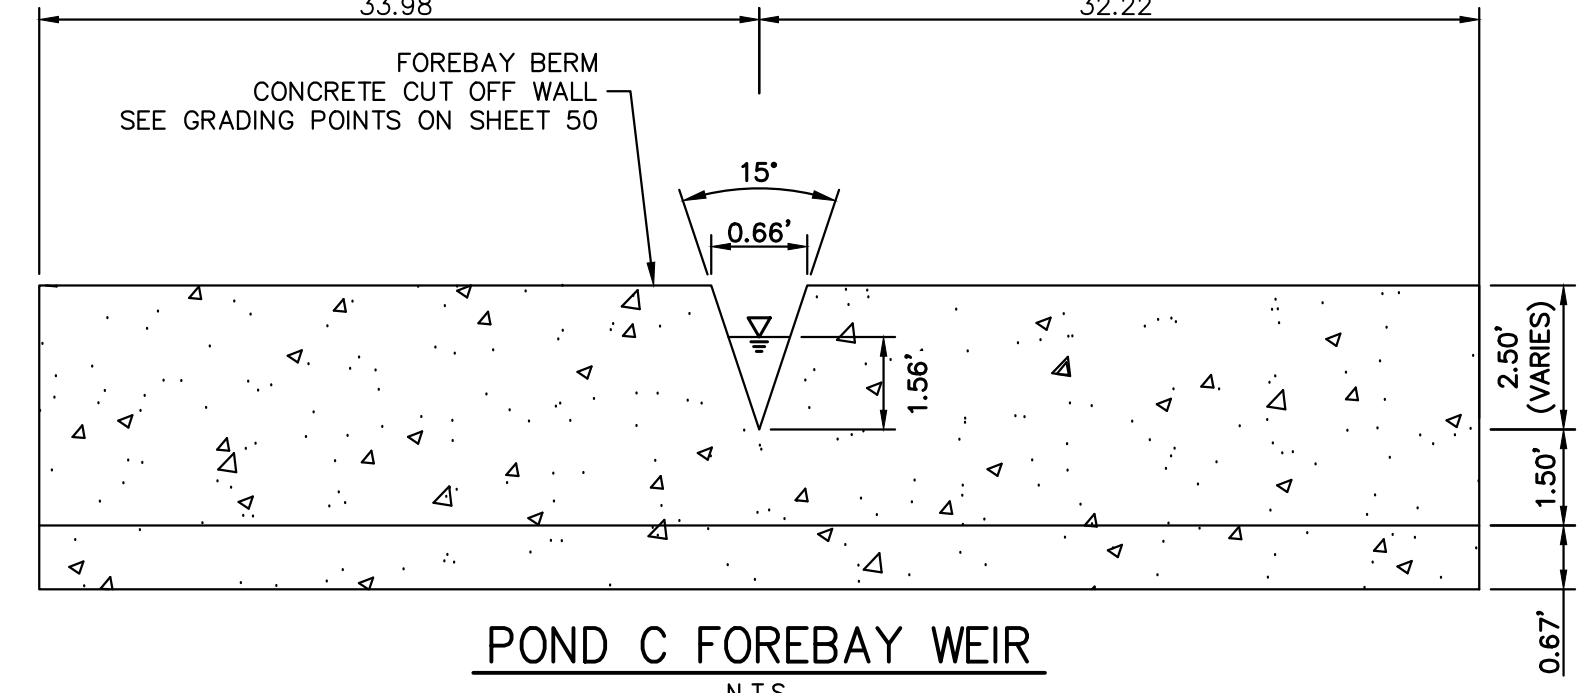 33.98
32.22
FOREBAY BERM
CONCRETE CUT OFF WALL
SEE GRADING POINTS ON SHEET 50
15°
0.66'
1.56'
2.50'
(VARIES)
1.50'
0.67'
POND C FOREBAY WEIR
N.T.S.